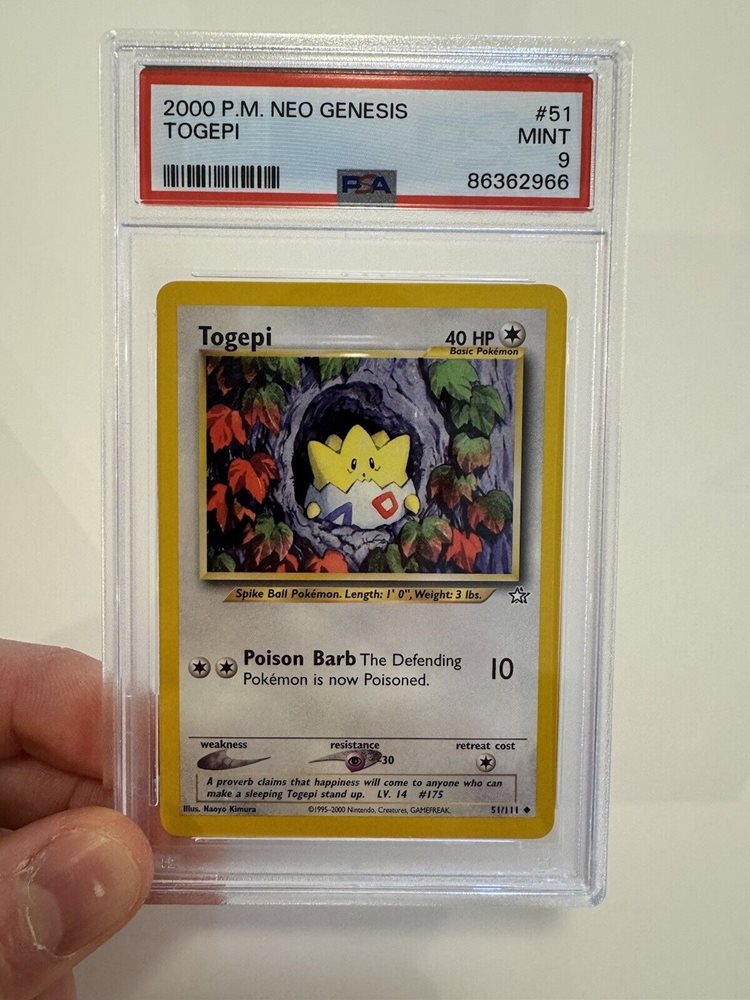 2000 P.M. NEO GENESIS #51
TOGEPI MINT
9
PSA 86362966
Togepi 40 HP
Basic Pokémon
Spike Ball Pokémon. Length: 1' 0", Weight: 3 lbs.
Poison Barb The Defending 10
Pokémon is now Poisoned.
weakness resistance retreat cost
-30
A proverb claims that happiness will come to anyone who can
make a sleeping Togepi stand up. LV. 14 #175
Illus. Naoyo Kimura ©1995-2000 Nintendo, Creatures, GAMEFREAK. 51/111